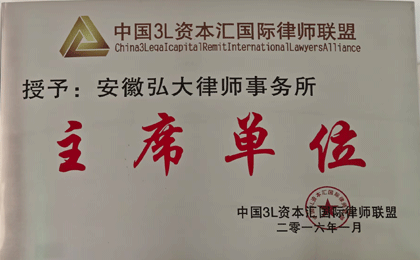 中国3L资本汇国际律师联盟
China3LegalcapitalRemitInternationalLawyersAlliance
授予：安徽弘大律师事务所
主席单位
中国3L资本汇国际律师联盟
二零一六年一月